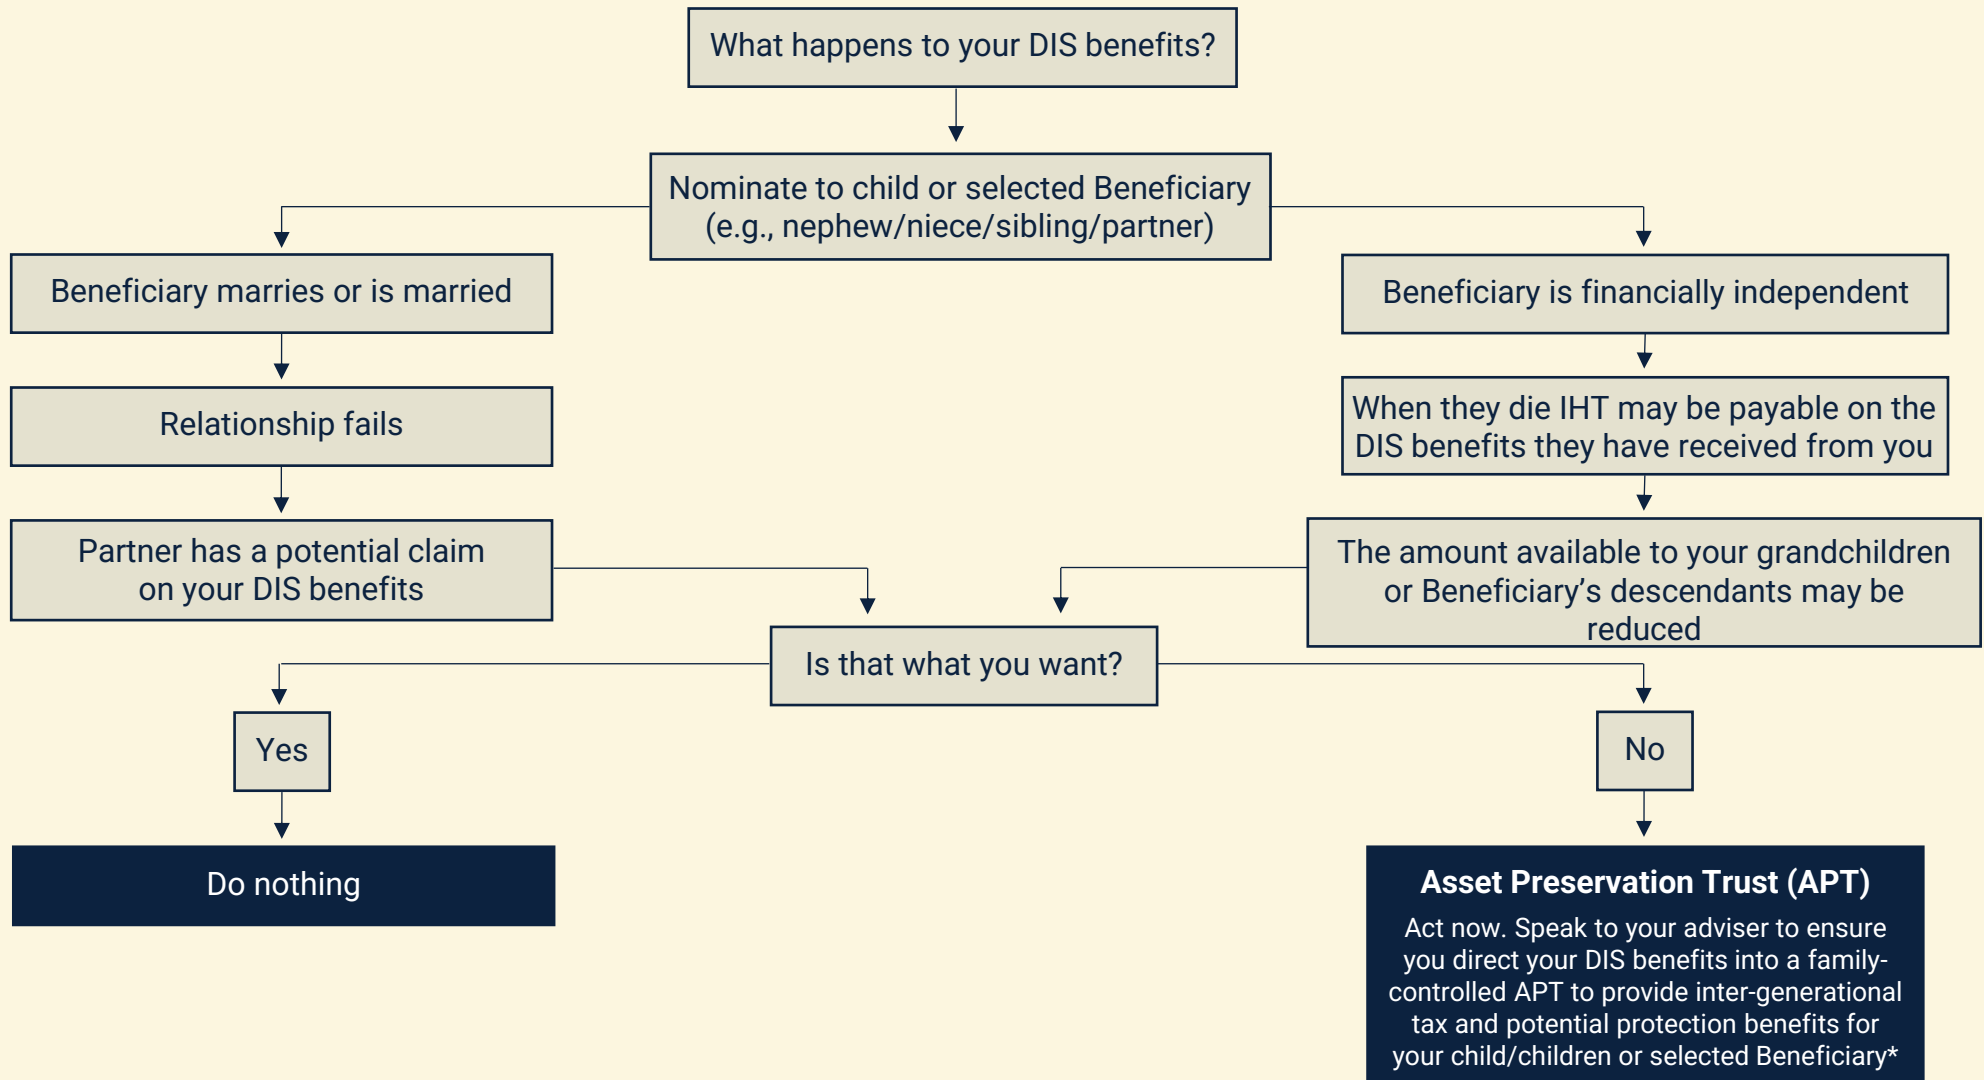 What happens to your DIS benefits?
Nominate to child or selected Beneficiary
(e.g., nephew/niece/sibling/partner)
Beneficiary marries or is married
Beneficiary is financially independent
Relationship fails
When they die IHT may be payable on the
DIS benefits they have received from you
Partner has a potential claim
on your DIS benefits
The amount available to your grandchildren
or Beneficiary’s descendants may be
reduced
Is that what you want?
Yes
No
Do nothing
Asset Preservation Trust (APT)
Act now. Speak to your adviser to ensure
you direct your DIS benefits into a family-
controlled APT to provide inter-generational
tax and potential protection benefits for
your child/children or selected Beneficiary*